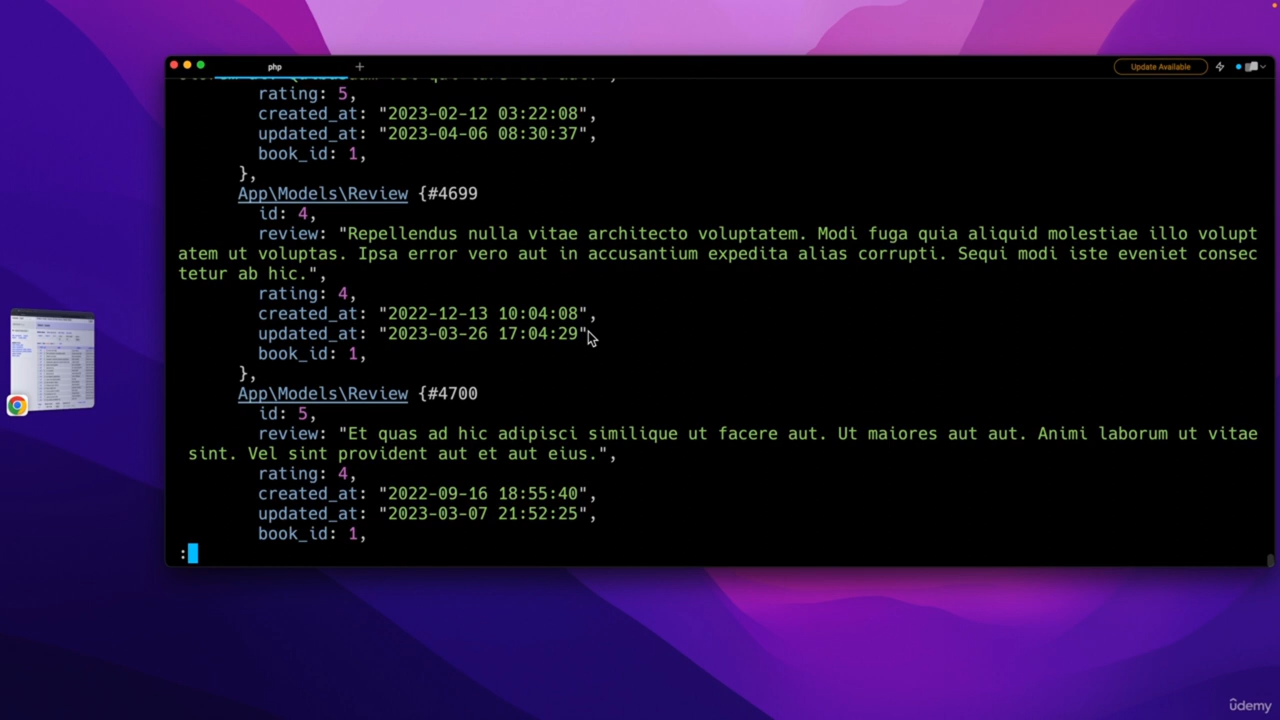 php
+
Update Available
rating: 5,
created_at: "2023-02-12 03:22:08",
updated_at: "2023-04-06 08:30:37",
book_id: 1,
},
App\Models\Review {#4699
id: 4,
review: "Repellendus nulla vitae architecto voluptatem. Modi fuga quia aliquid molestiae illo volupt
atem ut voluptas. Ipsa error vero aut in accusantium expedita alias corrupti. Sequi modi iste eveniet consec
tetur ab hic.",
rating: 4,
created_at: "2022-12-13 10:04:08",
updated_at: "2023-03-26 17:04:29"
book_id: 1,
},
App\Models\Review {#4700
id: 5,
review: "Et quas ad hic adipisci similique ut facere aut. Ut maiores aut aut. Animi laborum ut vitae
sint. Vel sint provident aut et aut eius.",
rating: 4,
created_at: "2022-09-16 18:55:40",
updated_at: "2023-03-07 21:52:25",
book_id: 1,
:
ûdemy